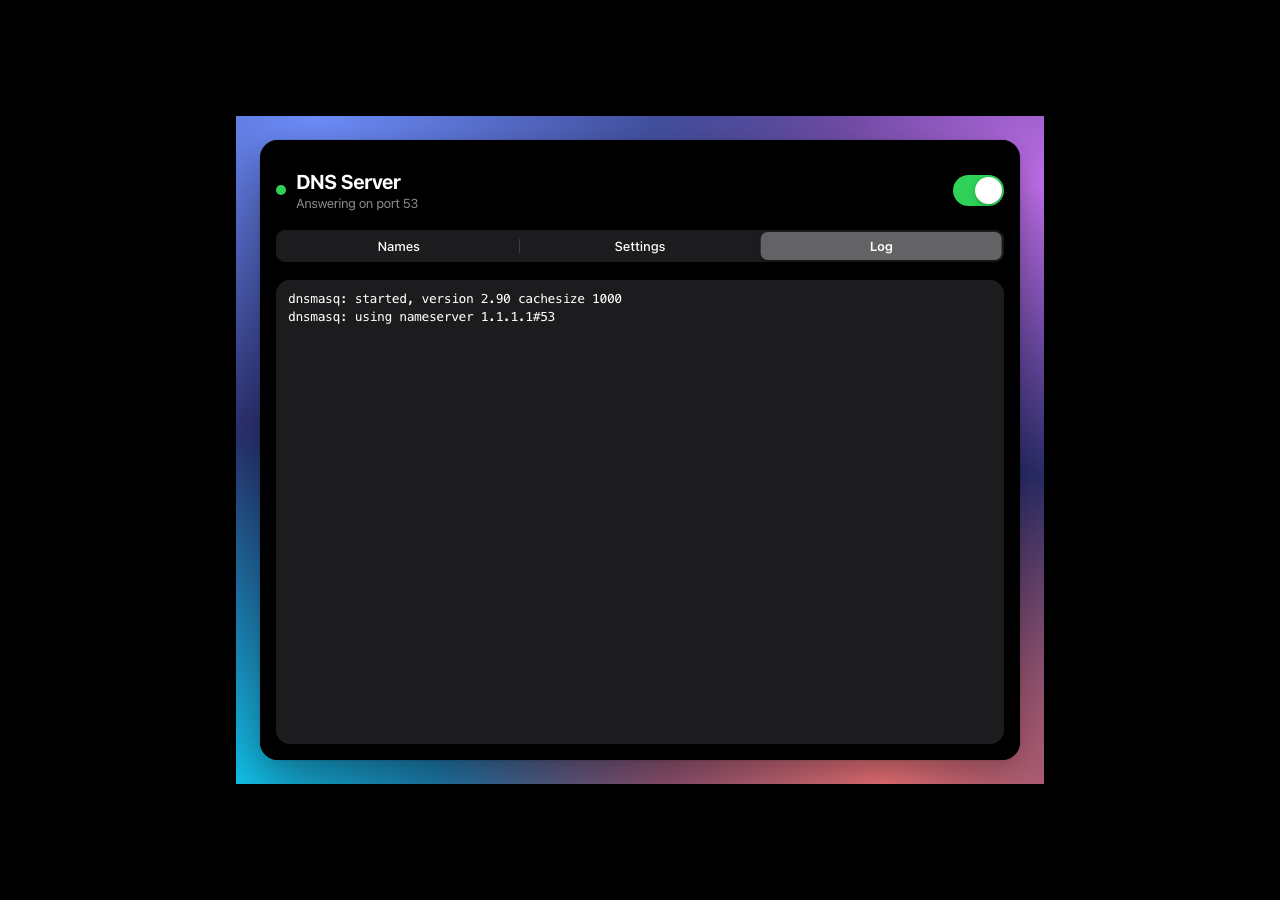 DNS Server
Answering on port 53
Names
Settings
Log
dnsmasq: started, version 2.90 cachesize 1000
dnsmasq: using nameserver 1.1.1.1#53